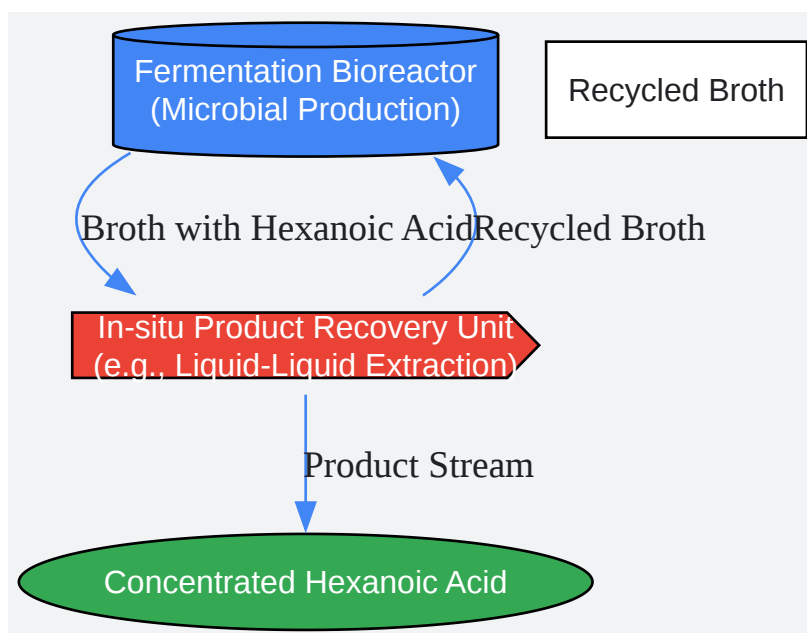 Fermentation Bioreactor
(Microbial Production)
Recycled Broth
Broth with Hexanoic Acid
Recycled Broth
In-situ Product Recovery Unit
(e.g., Liquid-Liquid Extraction)
Product Stream
Concentrated Hexanoic Acid